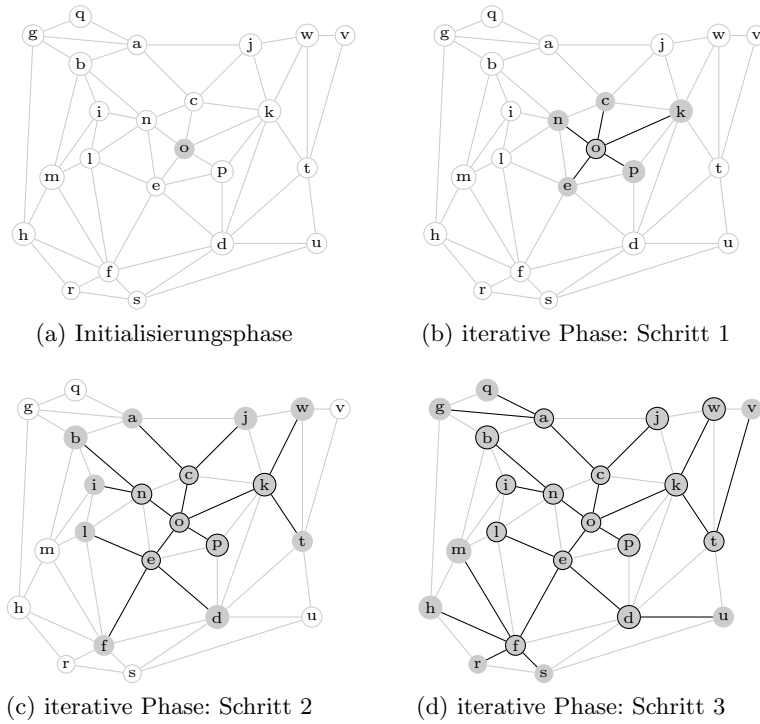 q
g a j w v
b
i n c k
l o
m e p t
h d u
f
r s
(a) Initialisierungsphase
q
g a j w v
b
i n c k
l o
m e p t
h d u
f
r s
(b) iterative Phase: Schritt 1
q
g a j w v
b
i n c k
l o
m e p t
h d u
f
r s
(c) iterative Phase: Schritt 2
q
g a j w v
b
i n c k
l o
m e p t
h d u
f
r s
(d) iterative Phase: Schritt 3